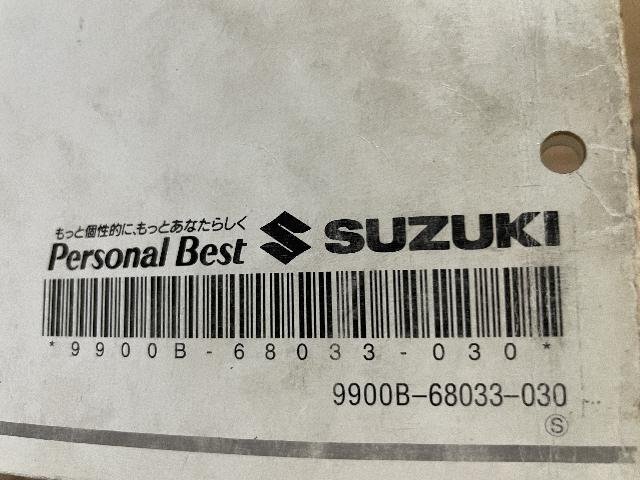 もっと個性的に、もっとあなたらしく
Personal Best SUZUKI
*9900B-68033-030*
9900B-68033-030
S